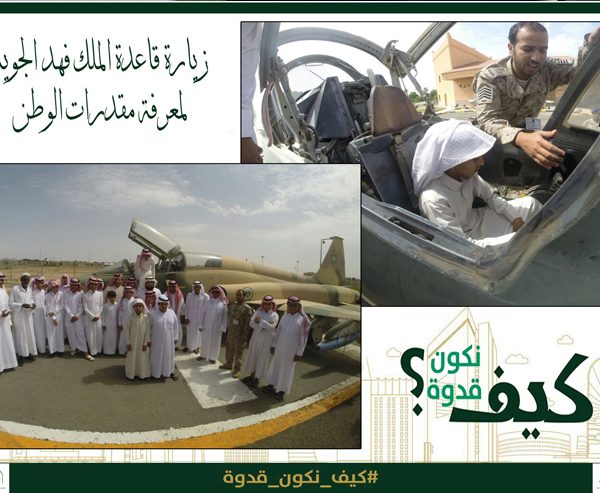 زيارة قاعدة الملك فهد الجوية
لمعرفة مقدرات الوطن
كيف نكون قدوة؟
#كيف_نكون_قدوة